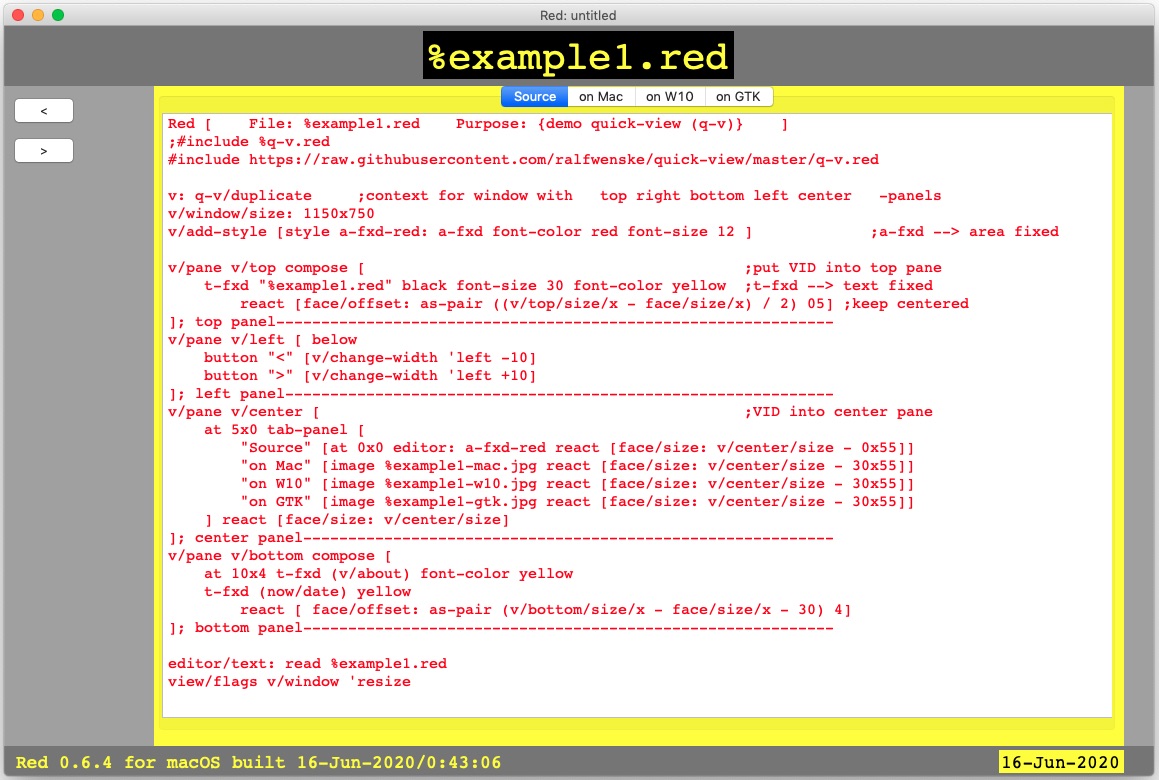 Red: untitled
%example1.red
<
>
Source on Mac on W10 on GTK
Red [    File: %example1.red    Purpose: {demo quick-view (q-v)}    ]
;#include %q-v.red
#include https://raw.githubusercontent.com/ralfwenske/quick-view/master/q-v.red

v: q-v/duplicate     ;context for window with   top right bottom left center   -panels
v/window/size: 1150x750
v/add-style [style a-fxd-red: a-fxd font-color red font-size 12 ]             ;a-fxd --> area fixed

v/pane v/top compose [                                          ;put VID into top pane
    t-fxd "%example1.red" black font-size 30 font-color yellow  ;t-fxd --> text fixed
        react [face/offset: as-pair ((v/top/size/x - face/size/x) / 2) 05] ;keep centered
]; top panel--------------------------------------------------------------
v/pane v/left [ below
    button "<" [v/change-width 'left -10]
    button ">" [v/change-width 'left +10]
]; left panel-------------------------------------------------------------
v/pane v/center [                                               ;VID into center pane
    at 5x0 tab-panel [
        "Source" [at 0x0 editor: a-fxd-red react [face/size: v/center/size - 0x55]]
        "on Mac" [image %example1-mac.jpg react [face/size: v/center/size - 30x55]]
        "on W10" [image %example1-w10.jpg react [face/size: v/center/size - 30x55]]
        "on GTK" [image %example1-gtk.jpg react [face/size: v/center/size - 30x55]]
    ] react [face/size: v/center/size]
]; center panel-----------------------------------------------------------
v/pane v/bottom compose [
    at 10x4 t-fxd (v/about) font-color yellow
    t-fxd (now/date) yellow
        react [ face/offset: as-pair (v/bottom/size/x - face/size/x - 30) 4]
]; bottom panel-----------------------------------------------------------

editor/text: read %example1.red
view/flags v/window 'resize
Red 0.6.4 for macOS built 16-Jun-2020/0:43:06
16-Jun-2020